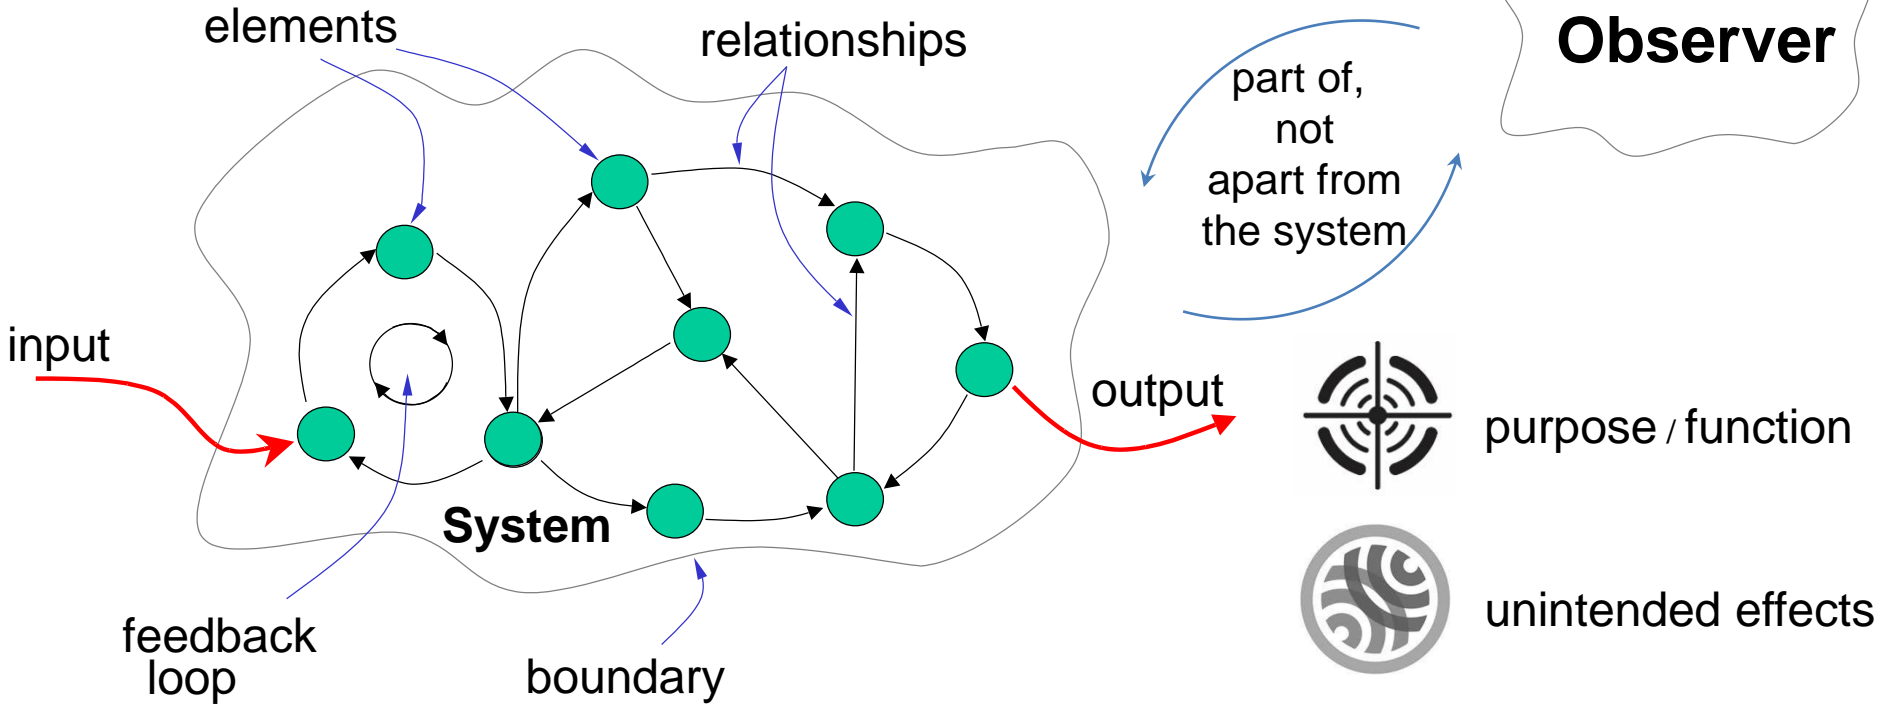 elements
relationships
Observer
part of,
not
apart from
the system
input
output
purpose / function
System
unintended effects
feedback
loop
boundary